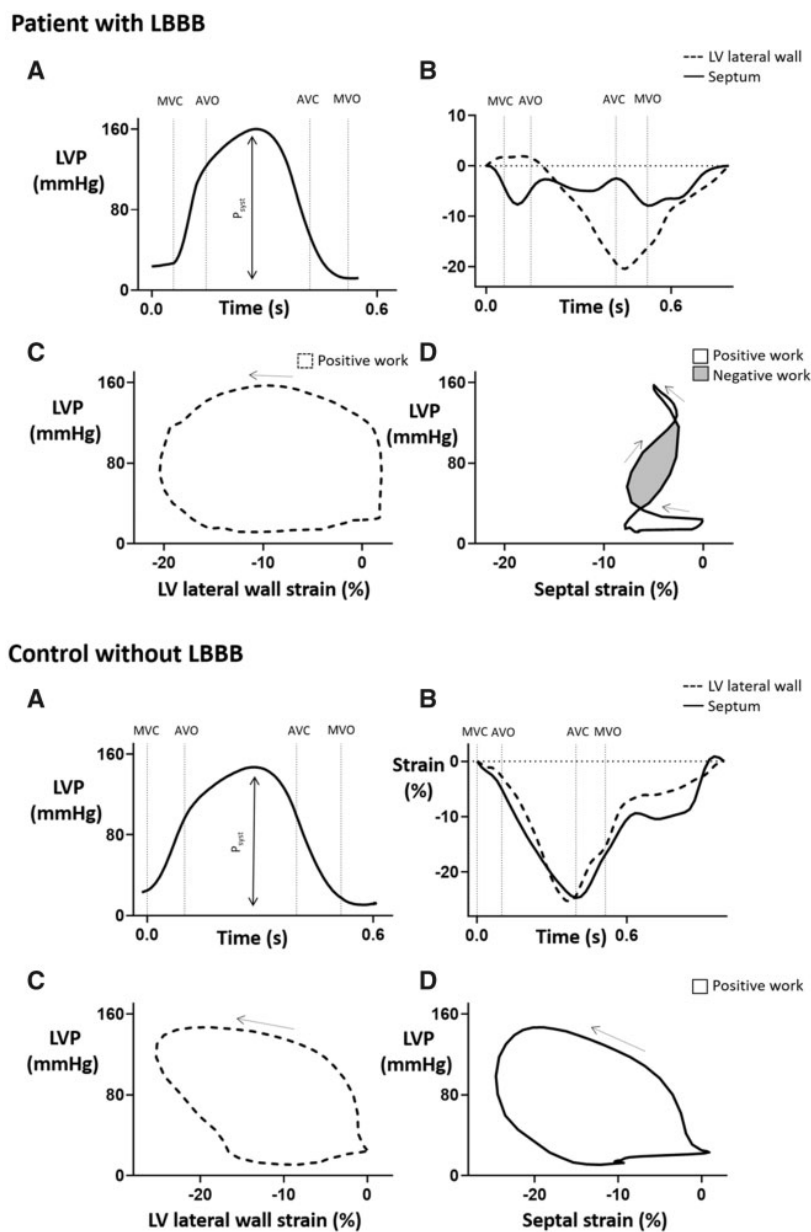 Patient with LBBB
A
MVC AVO AVC MVO
160
LVP
(mmHg)
80
Psyst
0
0.0 Time (s) 0.6
B
LV lateral wall
Septum
MVC AVO AVC MVO
10
0
-10
-20
0.0 Time (s) 0.6
C
Positive work
160
LVP
(mmHg)
80
0
-20 -10 0
LV lateral wall strain (%)
D
Positive work
Negative work
160
LVP
(mmHg)
80
0
-20 -10 0
Septal strain (%)
Control without LBBB
A
MVC AVO AVC MVO
160
LVP
(mmHg)
80
Psyst
0
0.0 Time (s) 0.6
B
LV lateral wall
Septum
MVC AVO AVC MVO
0
Strain
(%)
-10
-20
0.0 Time (s) 0.6
C
160
LVP
(mmHg)
80
0
-20 -10 0
LV lateral wall strain (%)
D
Positive work
160
LVP
(mmHg)
80
0
-20 -10 0
Septal strain (%)